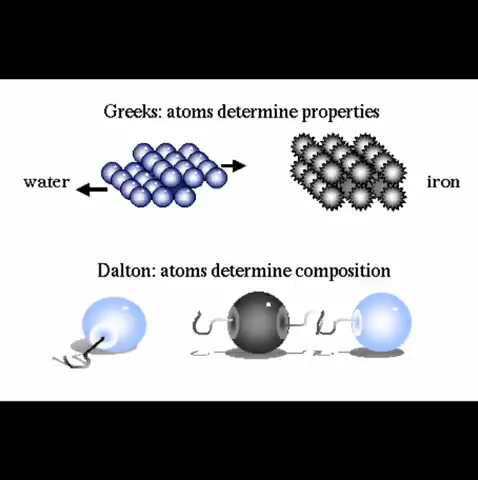 Greeks: atoms determine properties
water
iron
Dalton: atoms determine composition